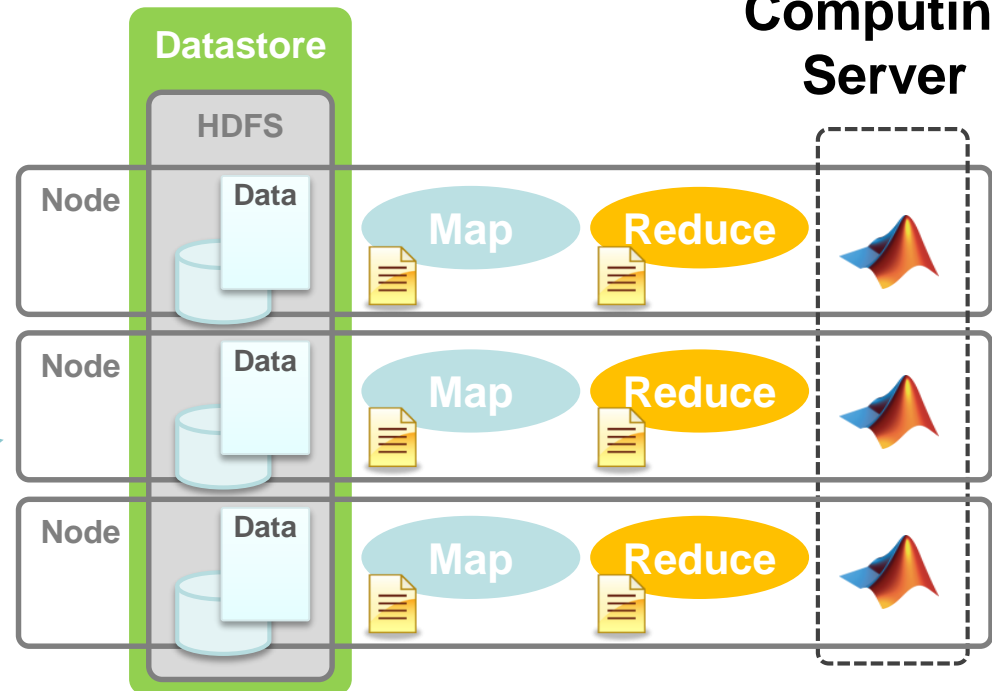 Computin
Server
Datastore
HDFS
Node
Data
Map
Reduce
Node
Data
Map
Reduce
Node
Data
Map
Reduce